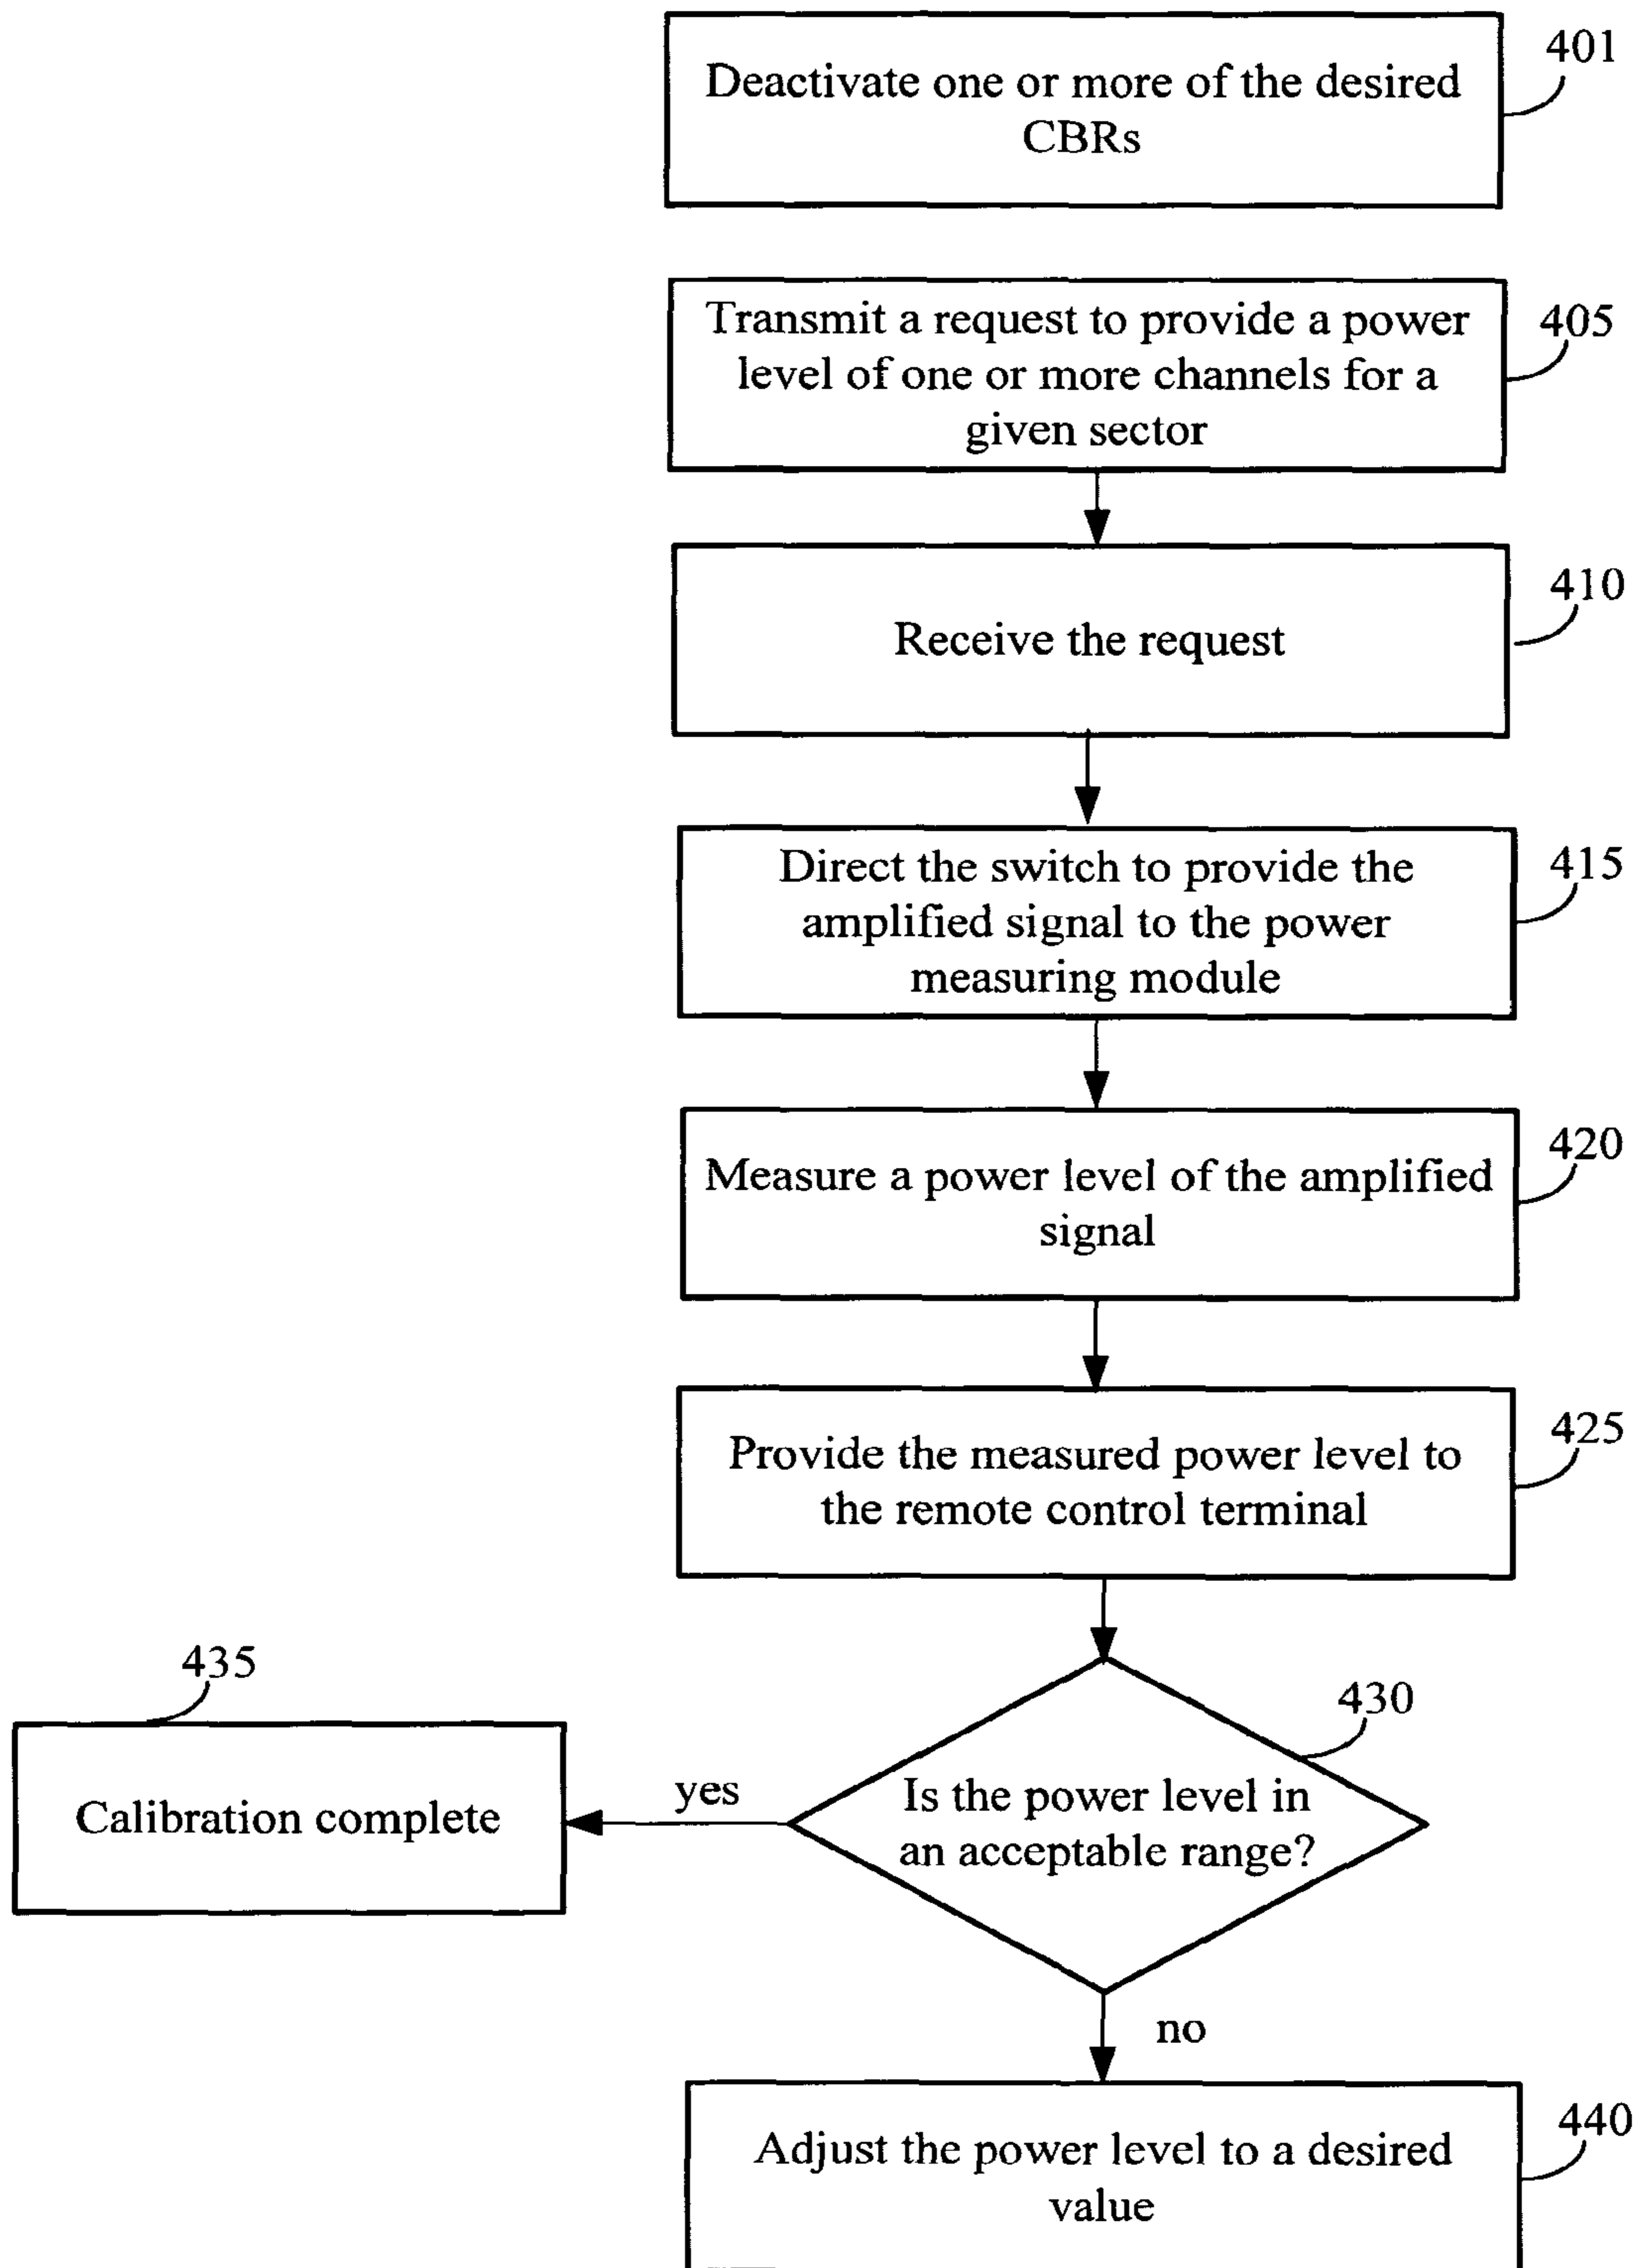 401
Deactivate one or more of the desired
CBRs
405
Transmit a request to provide a power
level of one or more channels for a
given sector
410
Receive the request
415
Direct the switch to provide the
amplified signal to the power
measuring module
420
Measure a power level of the amplified
signal
425
Provide the measured power level to
the remote control terminal
435
430
Calibration complete
yes
Is the power level in
an acceptable range?
no
440
Adjust the power level to a desired
value